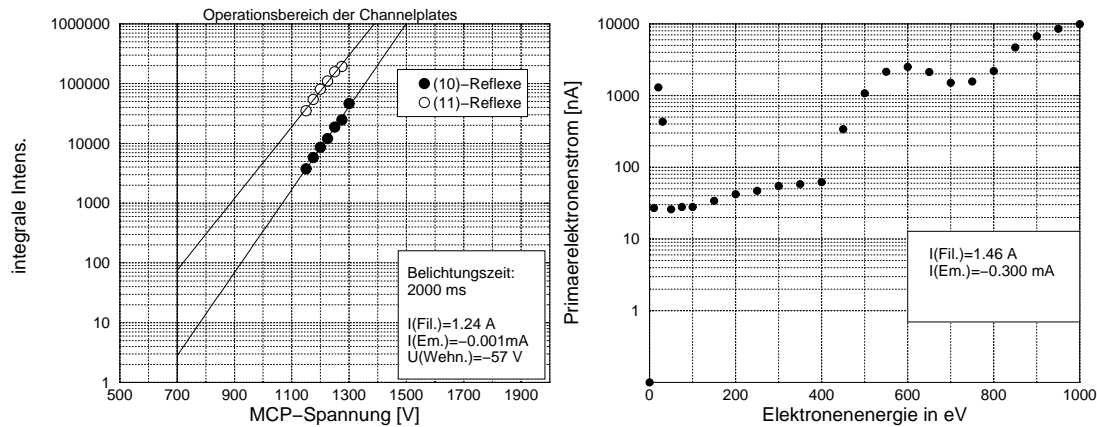 Operationsbereich der Channelplates
integrale Intens.
1000000
100000
10000
1000
100
10
1
500 700 900 1100 1300 1500 1700 1900
MCP−Spannung [V]
(10)−Reflexe
(11)−Reflexe
Belichtungszeit:
2000 ms
I(Fil.)=1.24 A
I(Em.)=−0.001mA
U(Wehn.)=−57 V
Primaerelektronenstrom [nA]
10000
1000
100
10
1
0 200 400 600 800 1000
Elektronenenergie in eV
I(Fil.)=1.46 A
I(Em.)=−0.300 mA